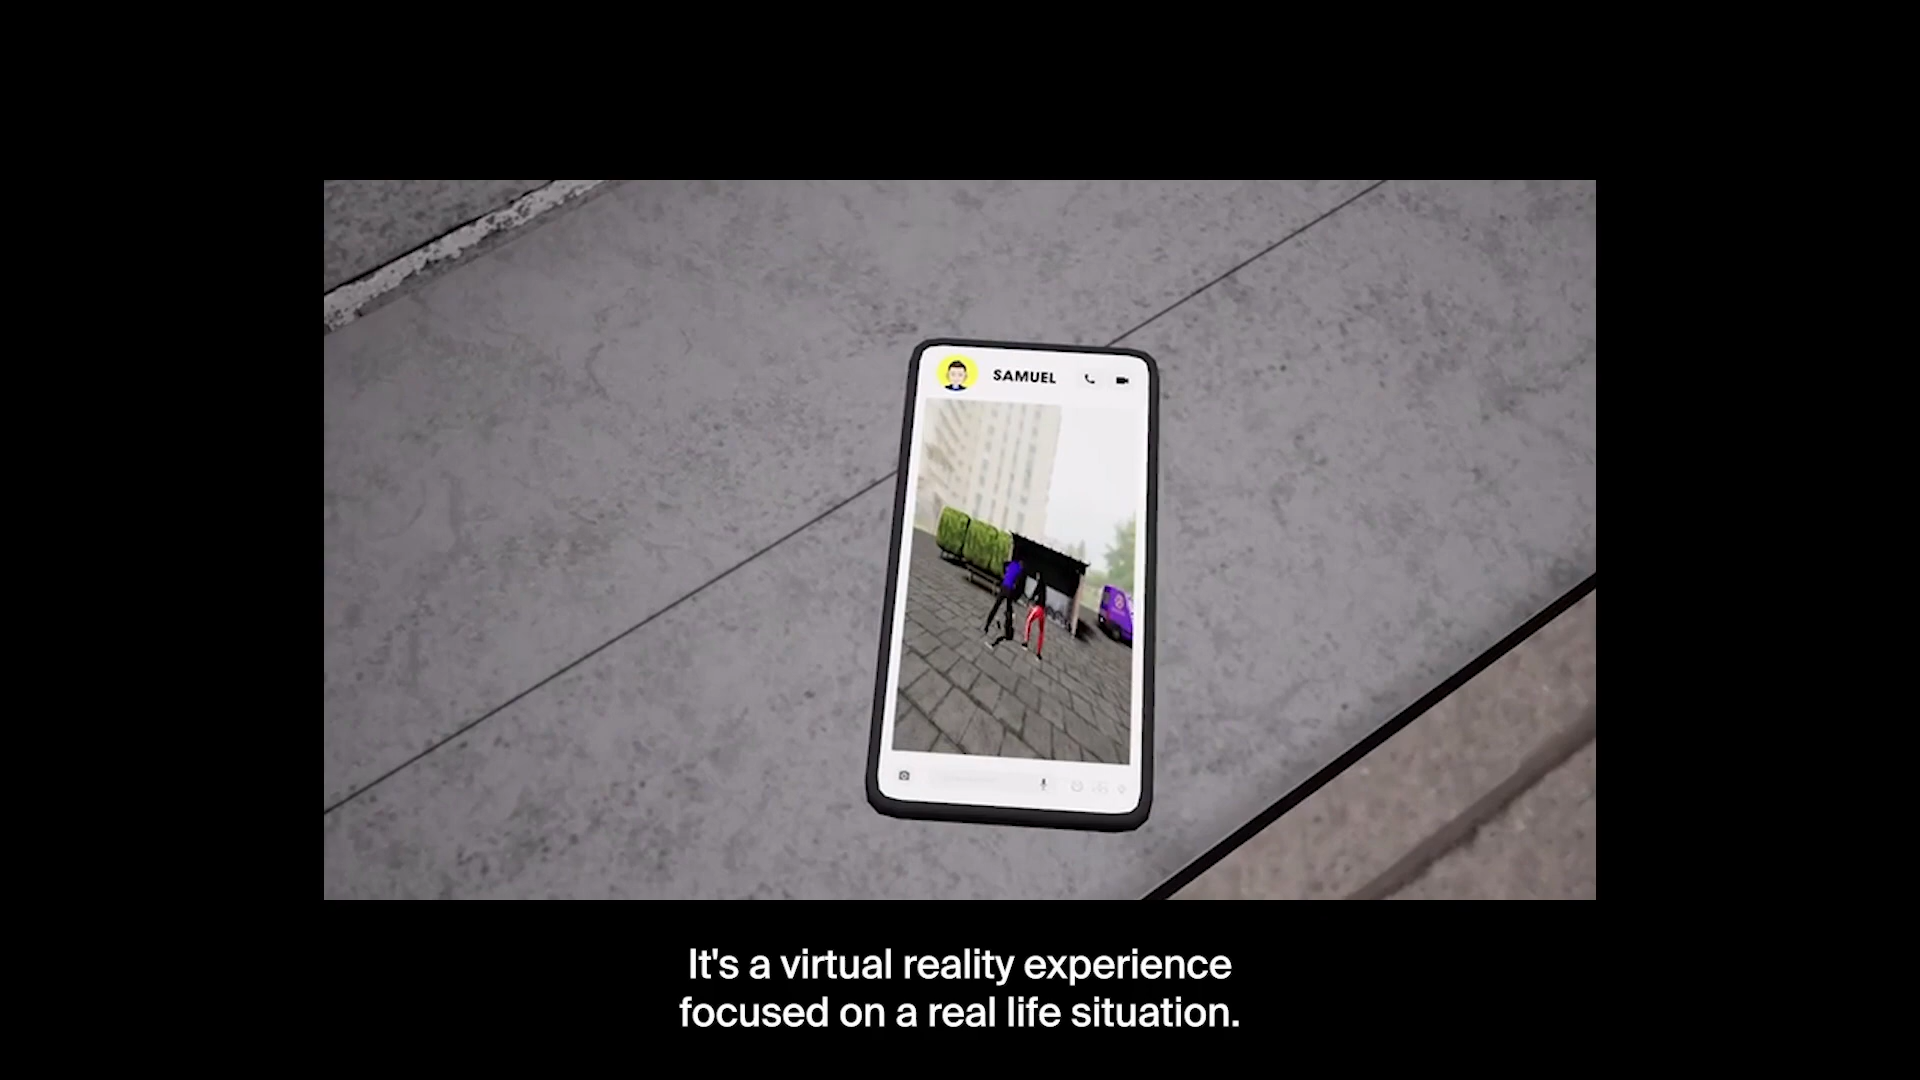 SAMUEL
It's a virtual reality experience
focused on a real life situation.